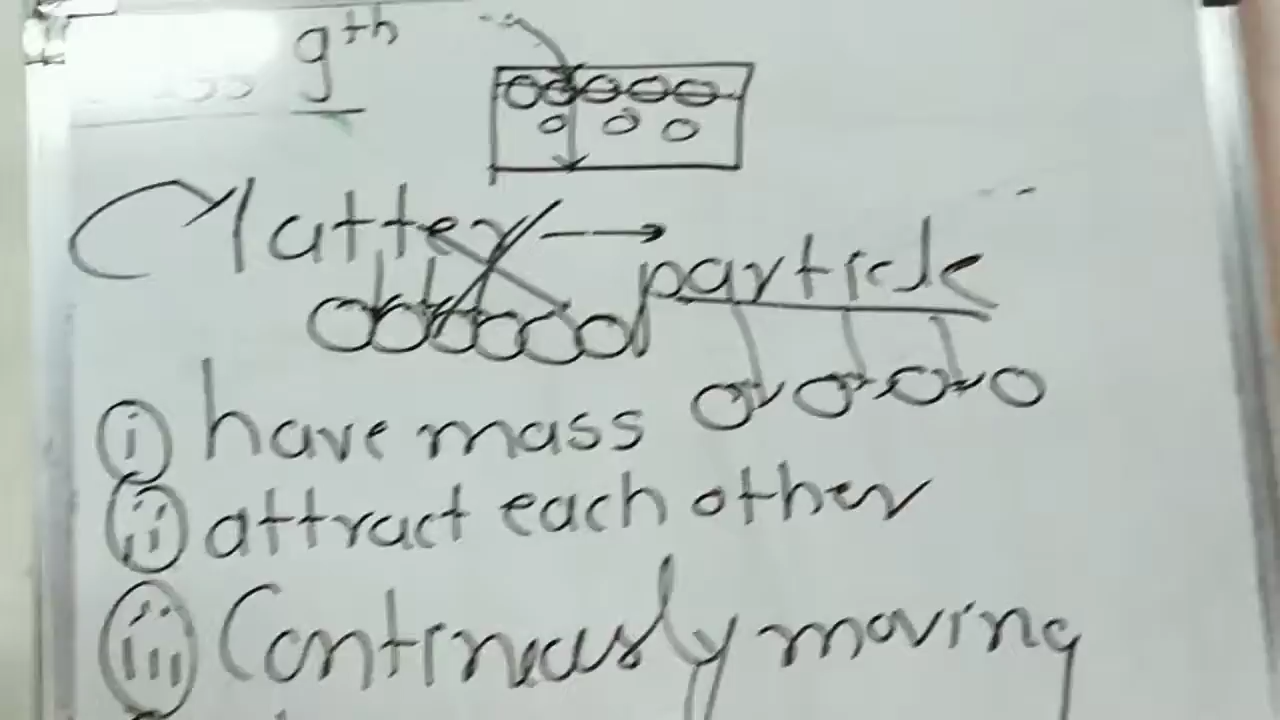 9th
Matter → particle
i have mass
ii attract each other
iii Continuously moving